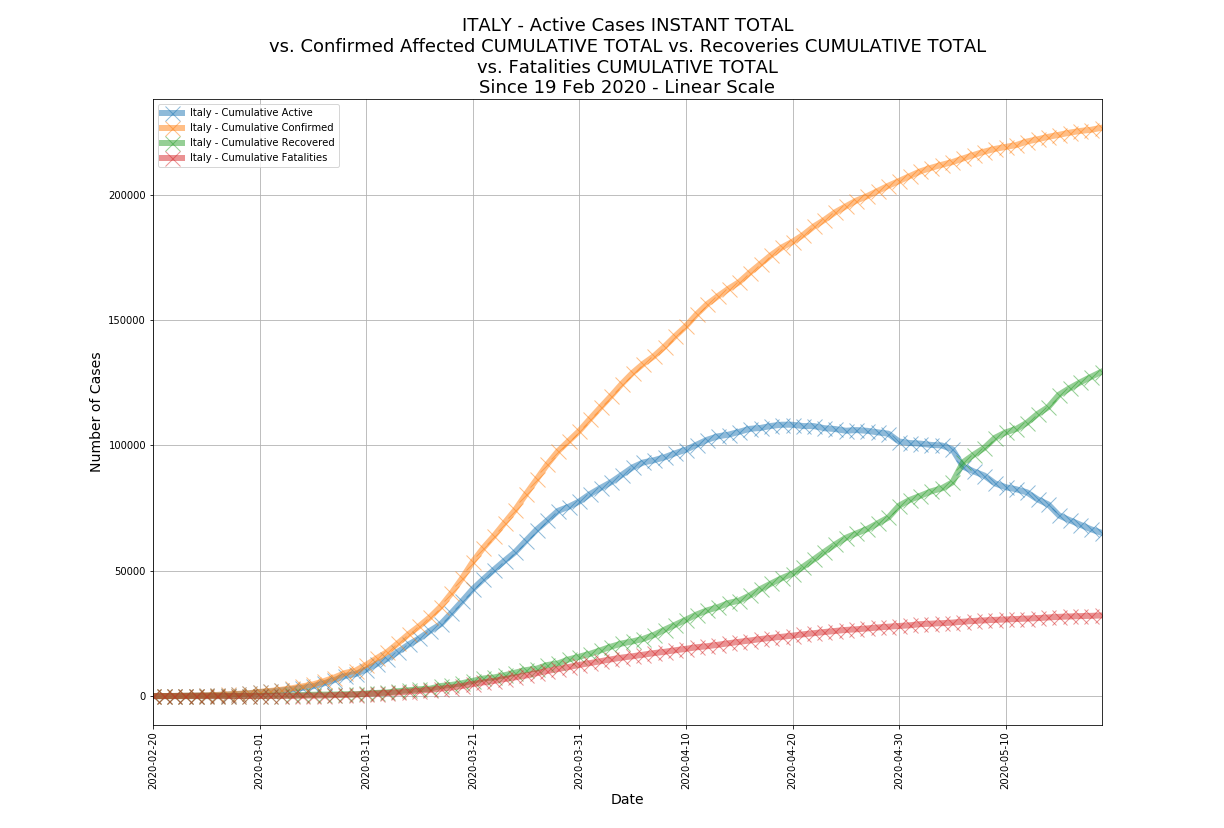 ITALY - Active Cases INSTANT TOTAL
vs. Confirmed Affected CUMULATIVE TOTAL vs. Recoveries CUMULATIVE TOTAL
vs. Fatalities CUMULATIVE TOTAL
Since 19 Feb 2020 - Linear Scale
Italy - Cumulative Active
Italy - Cumulative Confirmed
Italy - Cumulative Recovered
Italy - Cumulative Fatalities
Number of Cases
200000
150000
100000
50000
0
2020-02-20
2020-03-01
2020-03-11
2020-03-21
2020-03-31
2020-04-10
2020-04-20
2020-04-30
2020-05-10
Date